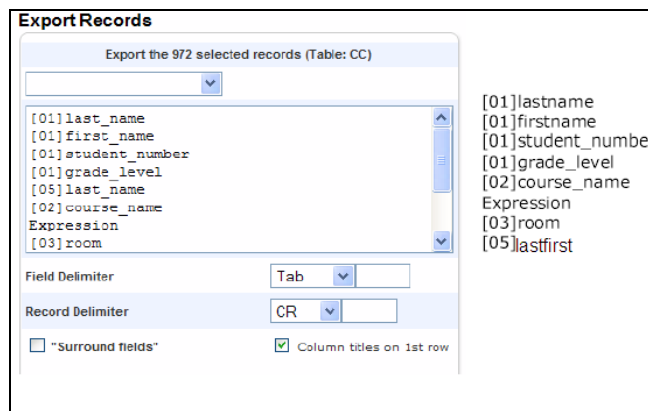 Export Records
Export the 972 selected records (Table: CC)
[01]last_name
[01]first_name
[01]student_number
[01]grade_level
[05]last_name
[02]course_name
Expression
[03]room
Field Delimiter
Tab
Record Delimiter
CR
"Surround fields"
Column titles on 1st row
[01]lastname
[01]firstname
[01]student_numbe
[01]grade_level
[02]course_name
Expression
[03]room
[05]lastfirst